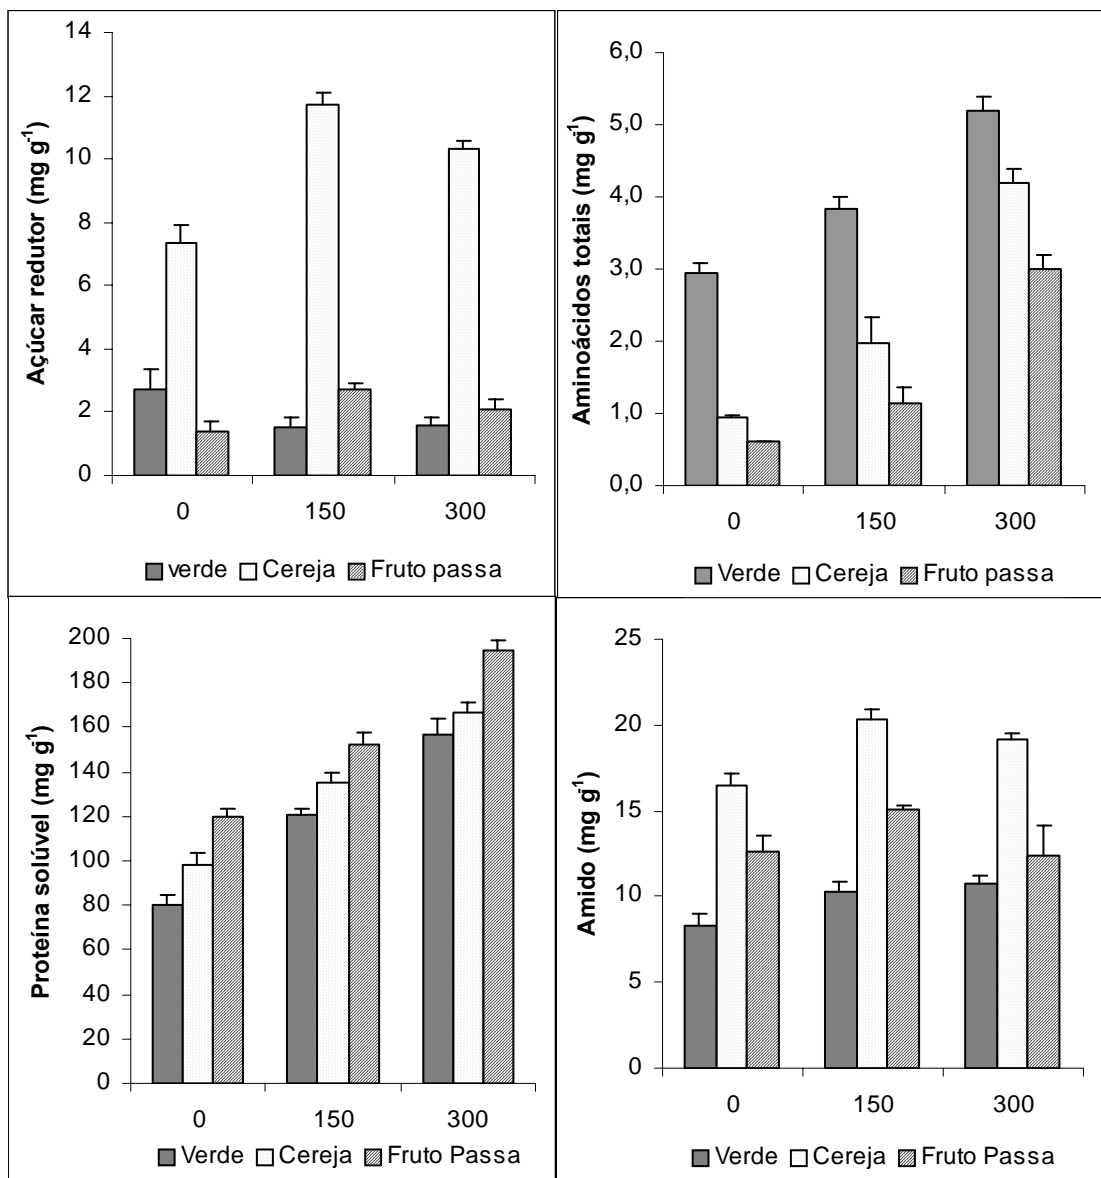 Açúcar redutor (mg g-1)
14
12
10
8
6
4
2
0
0 150 300
verde Cereja Fruto passa
Aminoácidos totais (mg g-1)
6,0
5,0
4,0
3,0
2,0
1,0
0,0
0 150 300
Verde Cereja Fruto passa
Proteína solúvel (mg g-1)
200
180
160
140
120
100
80
60
40
20
0
0 150 300
Verde Cereja Fruto Passa
Amido (mg g-1)
25
20
15
10
5
0
0 150 300
Verde Cereja Fruto Passa